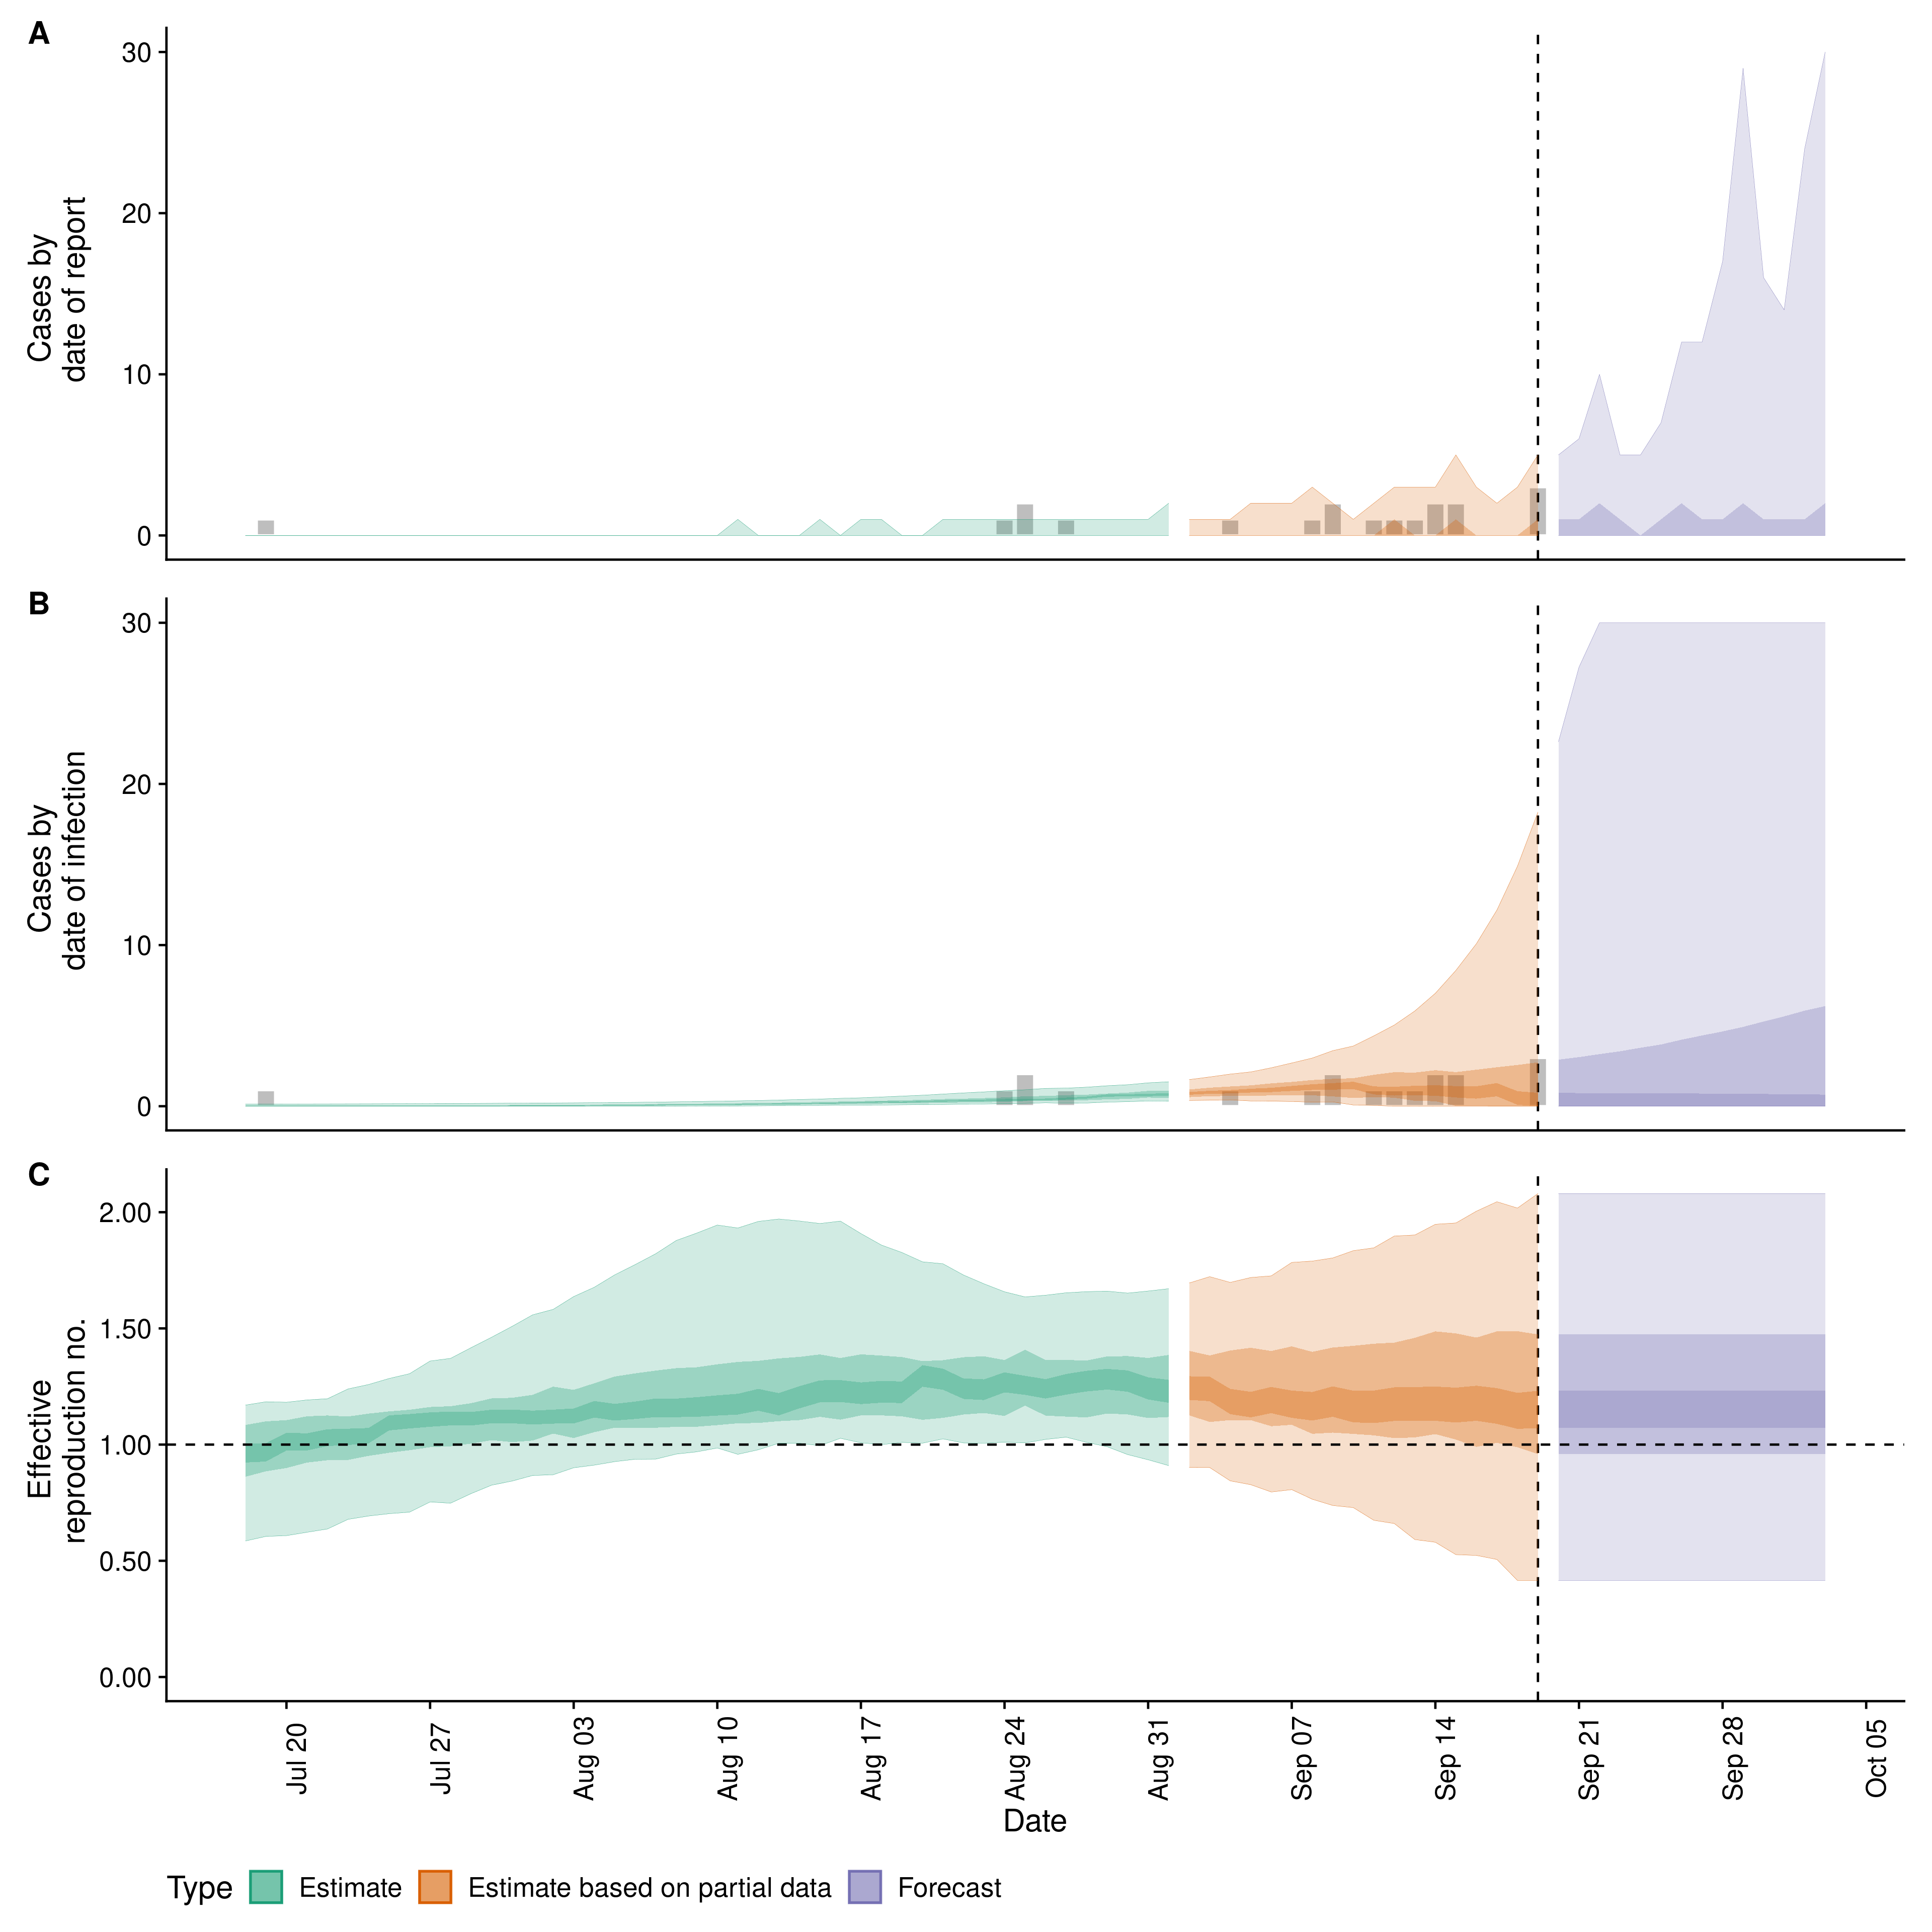 A
30
20
10
0
Cases by
date of report
B
30
20
10
0
Cases by
date of infection
C
2.00
1.50
1.00
0.50
0.00
Effective
reproduction no.
Jul 20
Jul 27
Aug 03
Aug 10
Aug 17
Aug 24
Aug 31
Sep 07
Sep 14
Sep 21
Sep 28
Oct 05
Date
Type Estimate Estimate based on partial data Forecast